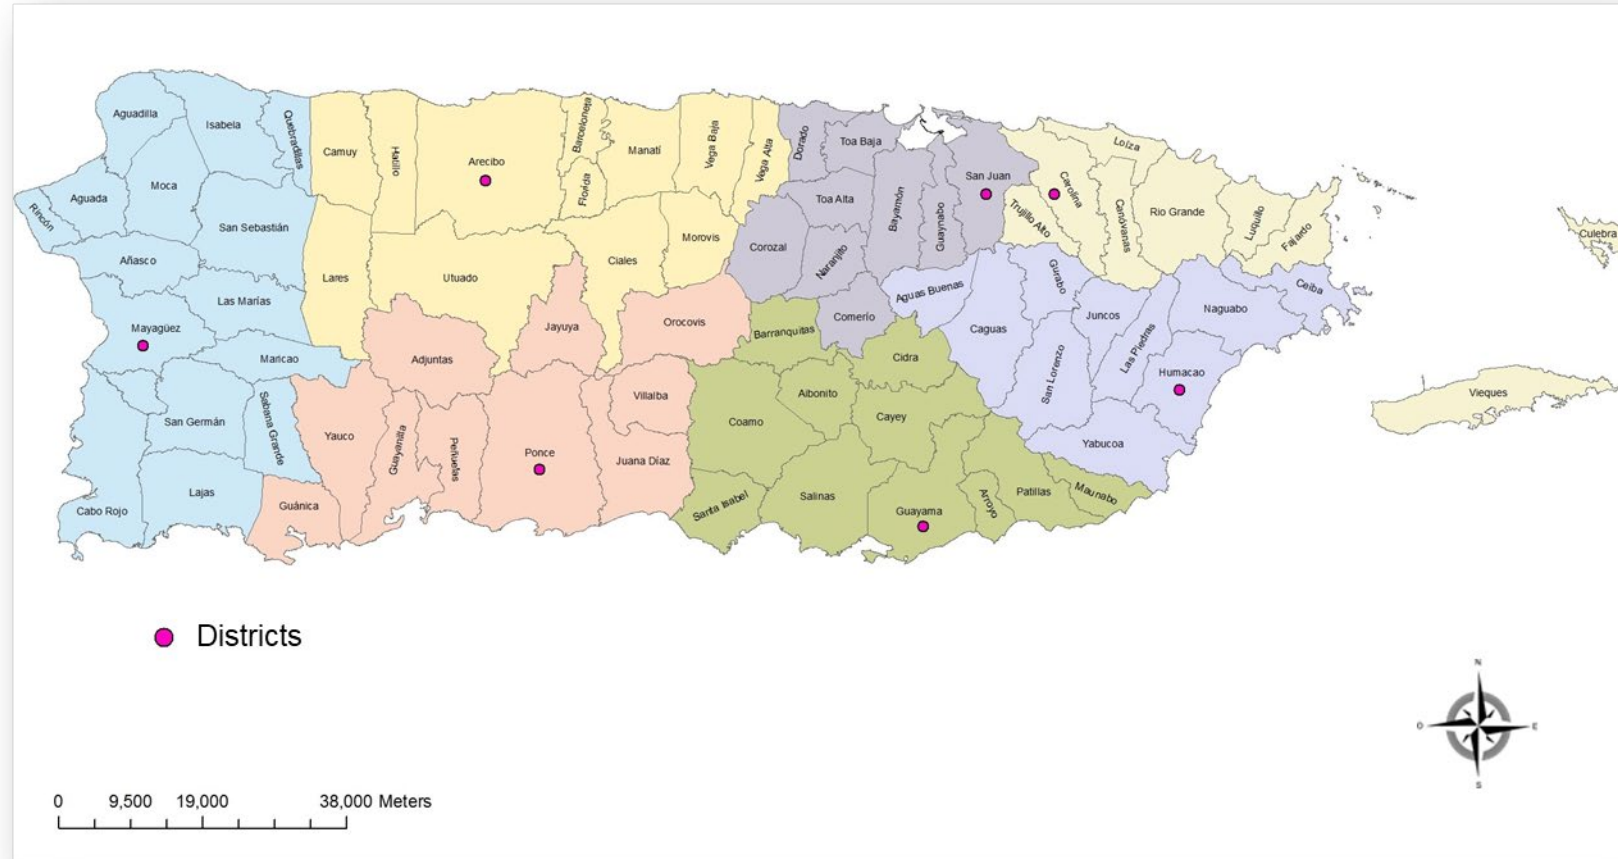 Aguadilla
Isabela
Quebradillas
Camuy
Hatillo
Arecibo
Barceloneta
Florida
Manatí
Vega Baja
Vega Alta
Dorado
Toa Baja
San Juan
Loíza
Carolina
Trujillo Alto
Canóvanas
Rio Grande
Luquillo
Fajardo
Culebra
Rincón
Aguada
Moca
San Sebastián
Añasco
Las Marías
Mayagüez
Maricao
Lares
Utuado
Ciales
Morovis
Corozal
Toa Alta
Naranjito
Bayamón
Guaynabo
Comerío
Aguas Buenas
Caguas
Gurabo
Juncos
San Lorenzo
Las Piedras
Naguabo
Ceiba
Humacao
Vieques
Yabucoa
Adjuntas
Jayuya
Orocovis
Barranquitas
Cidra
Aibonito
Cayey
Coamo
Villalba
Juana Díaz
Ponce
Peñuelas
Guayanilla
Yauco
Sabana Grande
San Germán
Cabo Rojo
Lajas
Guánica
Santa Isabel
Salinas
Guayama
Arroyo
Patillas
Maunabo
Districts
N
O E
S
0 9,500 19,000 38,000 Meters